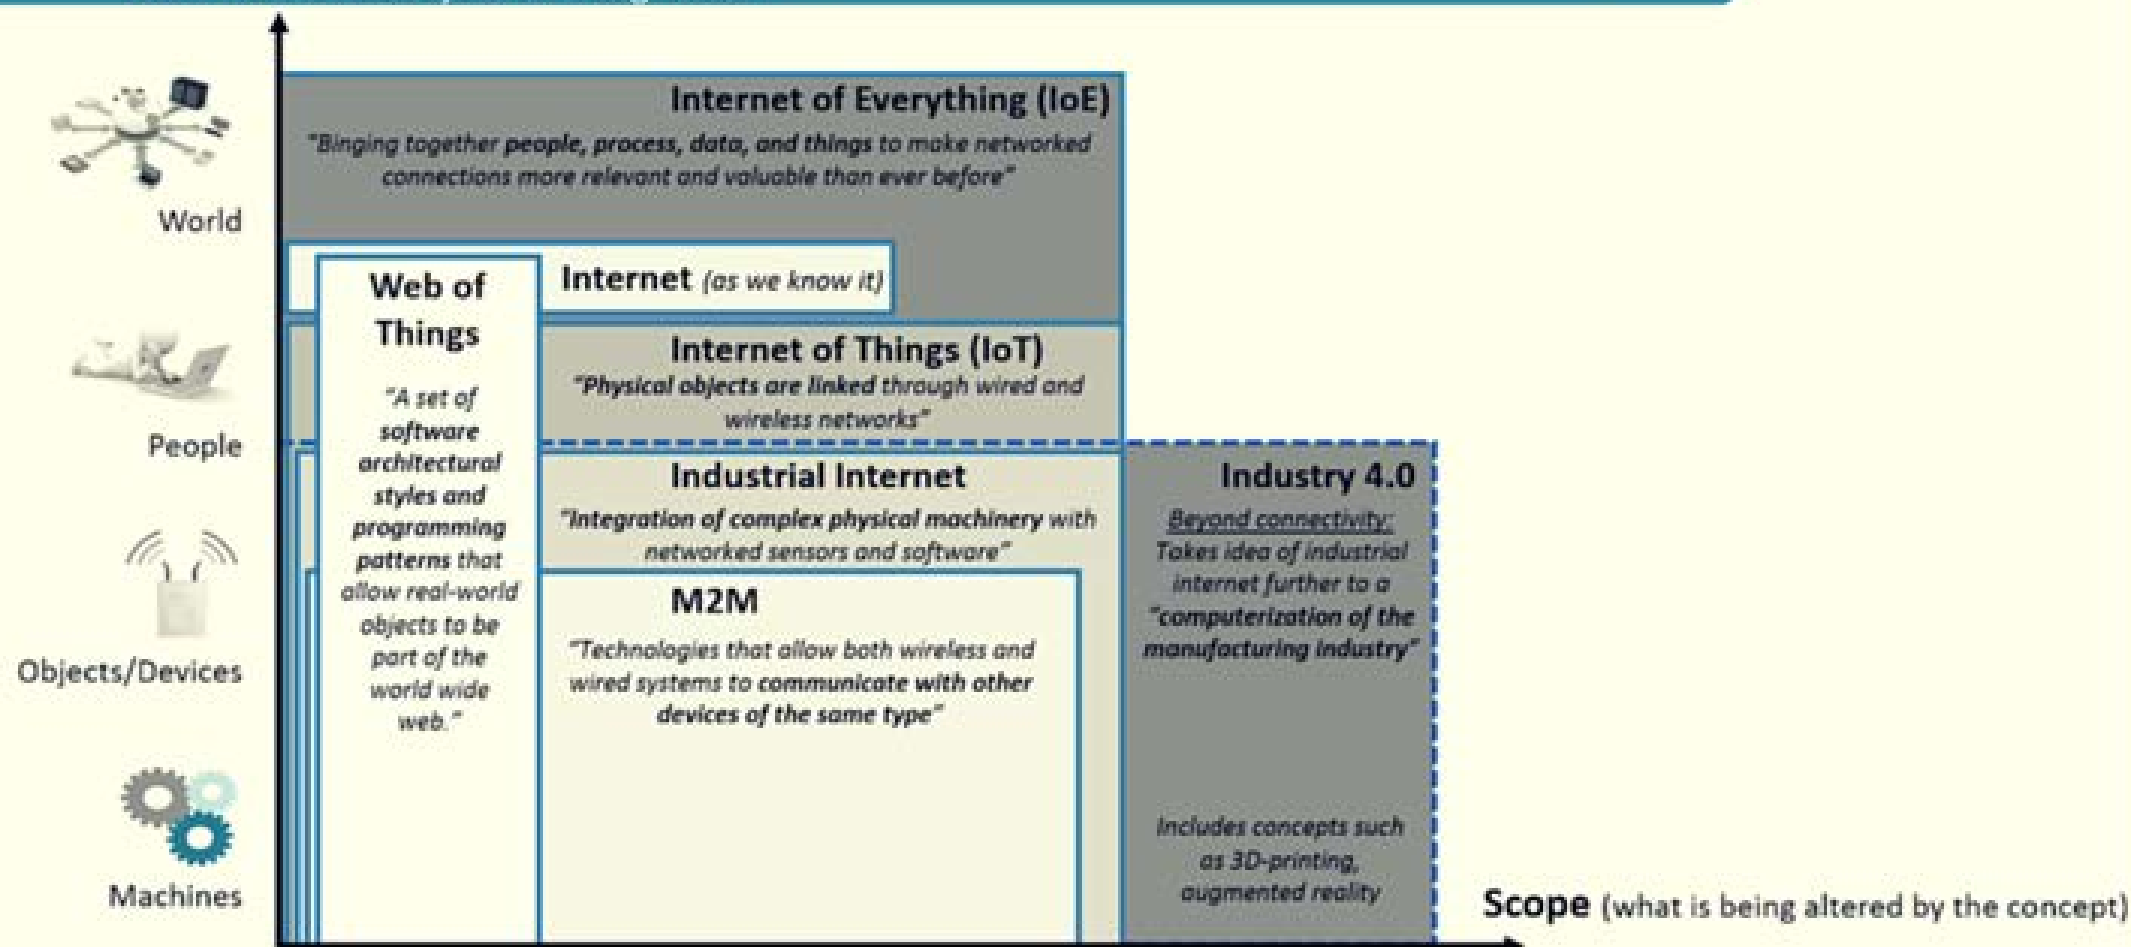 Internet of Everything (IoE)
"Binging together people, process, data, and things to make networked
connections more relevant and valuable than ever before"
World
Internet (as we know it)
Web of
Things
"A set of
software
architectural
styles and
programming
patterns that
allow real-world
objects to be
part of the
world wide
web."
Internet of Things (IoT)
"Physical objects are linked through wired and
wireless networks"
People
Industrial Internet
"Integration of complex physical machinery with
networked sensors and software"
Industry 4.0
Beyond connectivity:
Takes idea of industrial
internet further to a
"computerization of the
manufacturing industry"
M2M
"Technologies that allow both wireless and
wired systems to communicate with other
devices of the same type"
Objects/Devices
Includes concepts such
as 3D-printing,
augmented reality
Machines
Scope (what is being altered by the concept)